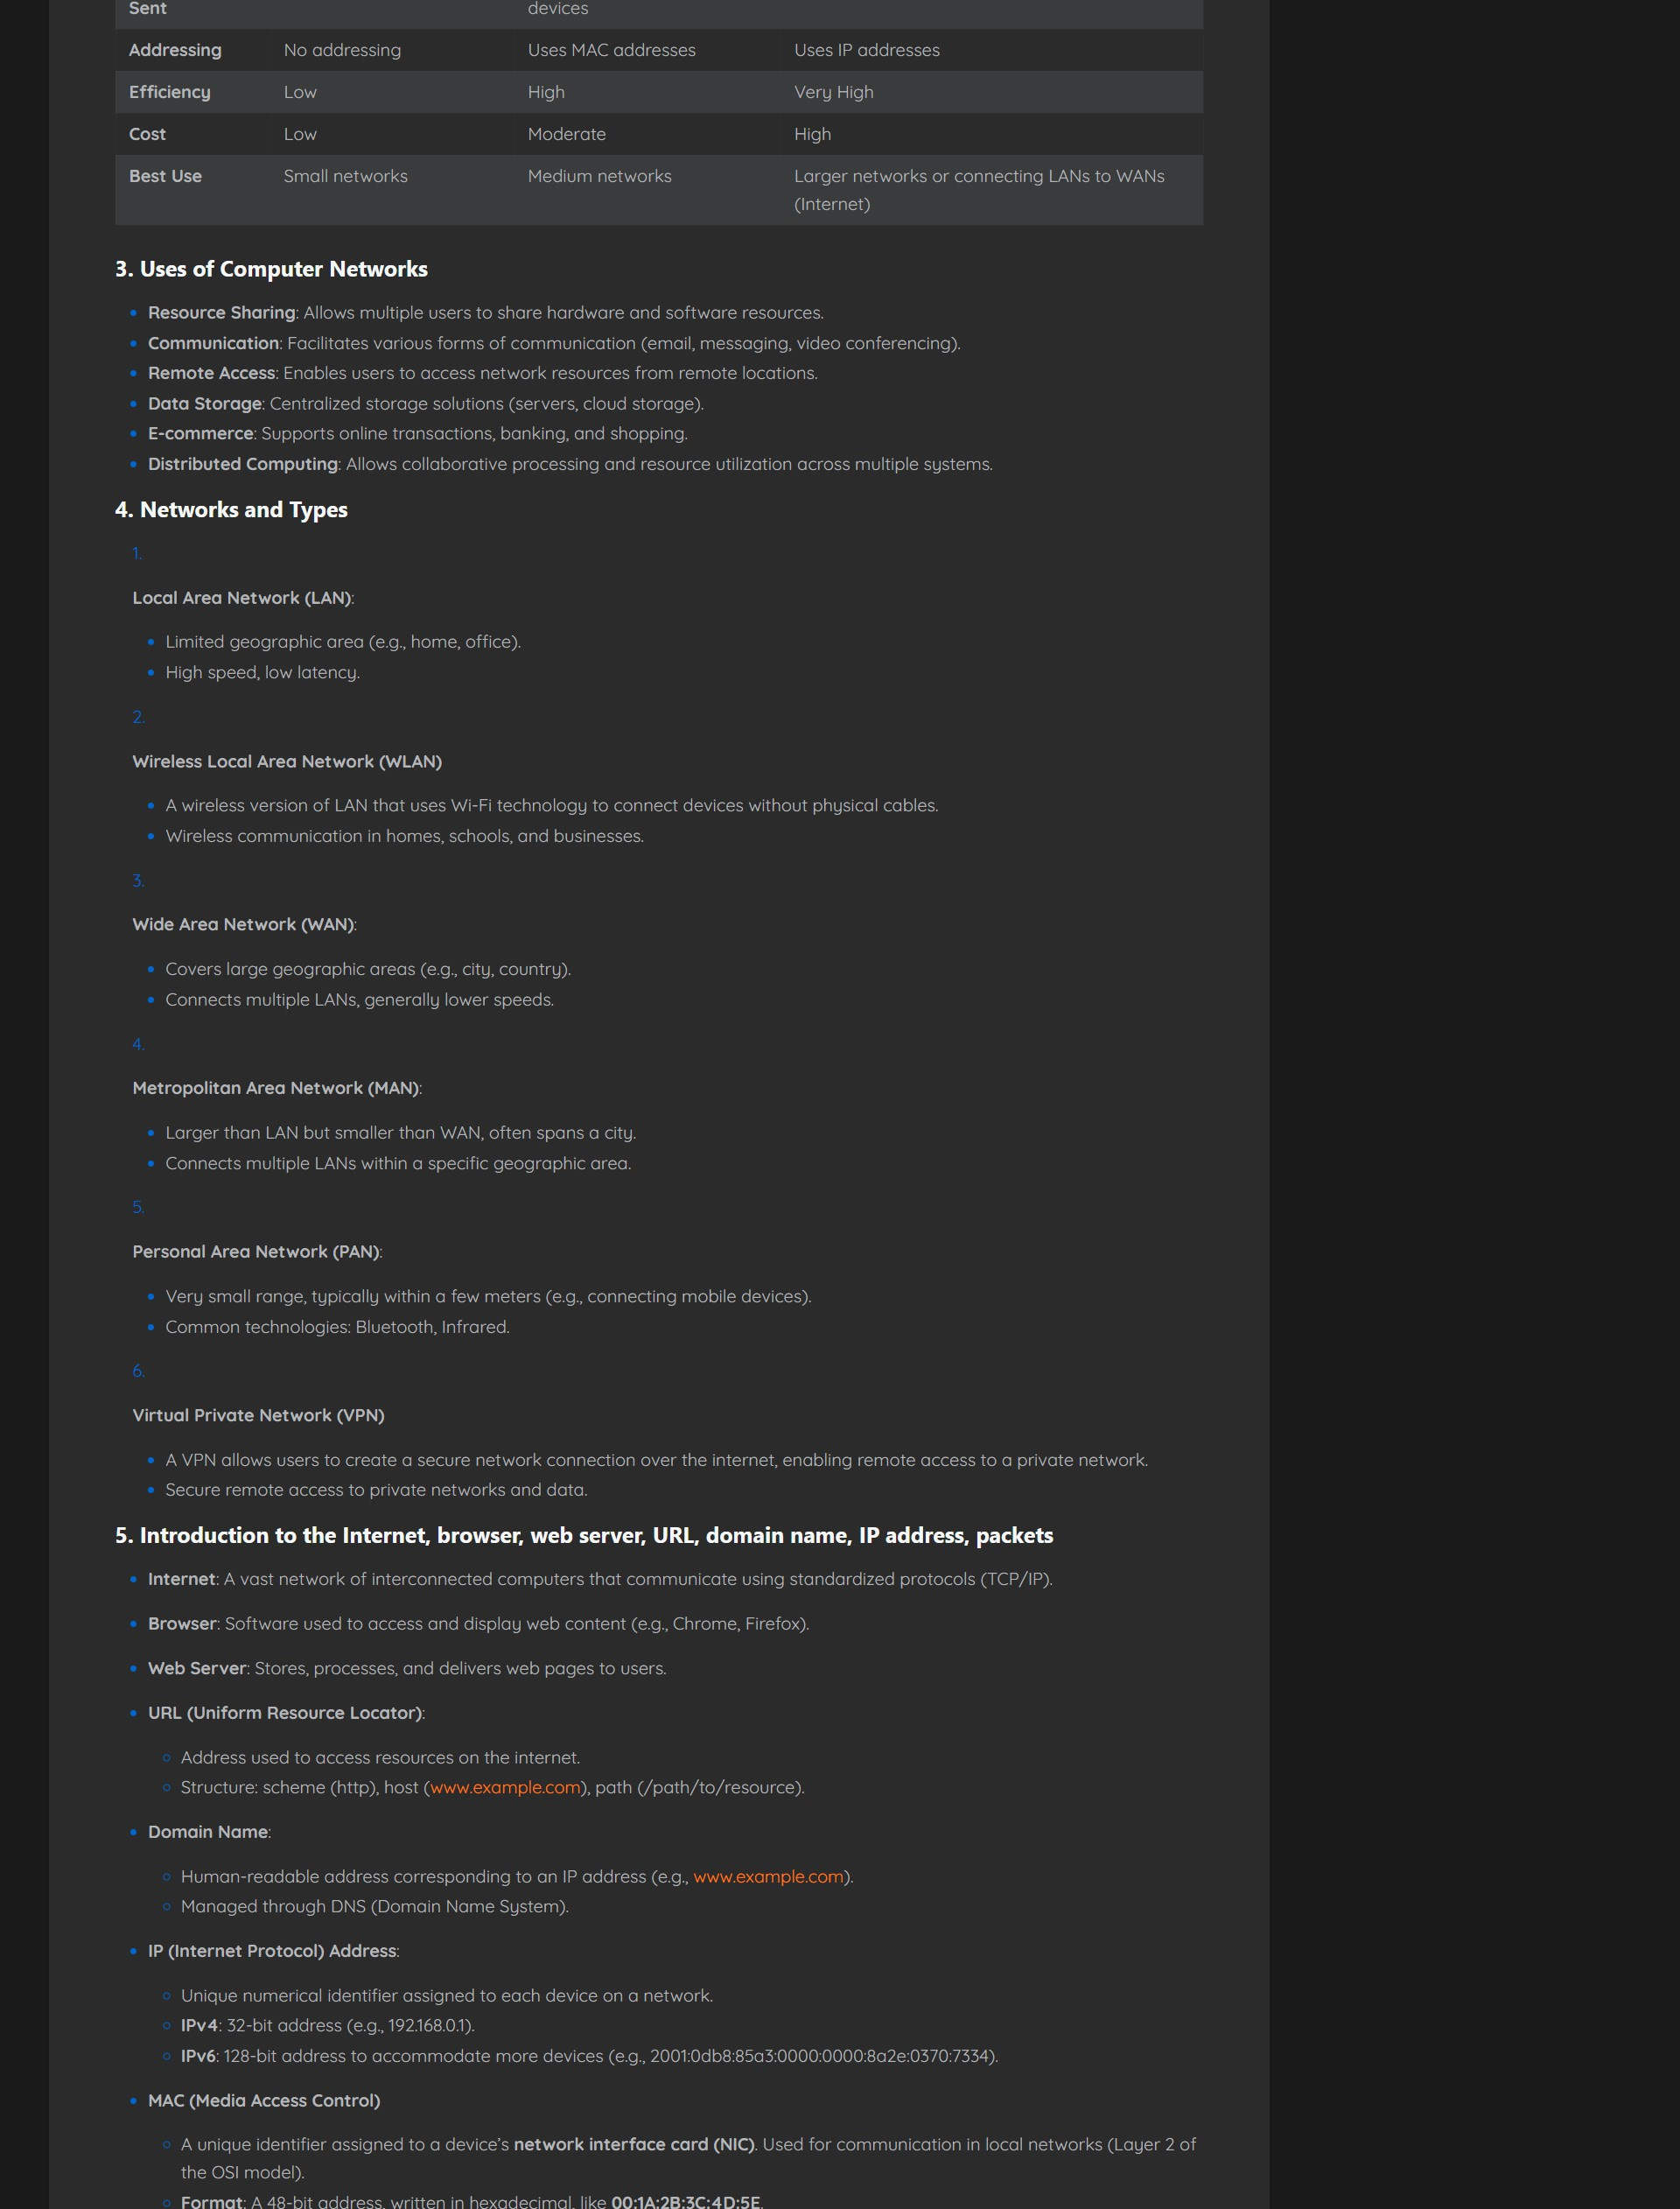 Sent devices
Addressing No addressing Uses MAC addresses Uses IP addresses
Efficiency Low High Very High
Cost Low Moderate High
Best Use Small networks Medium networks Larger networks or connecting LANs to WANs
(Internet)
3. Uses of Computer Networks
• Resource Sharing: Allows multiple users to share hardware and software resources.
• Communication: Facilitates various forms of communication (email, messaging, video conferencing).
• Remote Access: Enables users to access network resources from remote locations.
• Data Storage: Centralized storage solutions (servers, cloud storage).
• E-commerce: Supports online transactions, banking, and shopping.
• Distributed Computing: Allows collaborative processing and resource utilization across multiple systems.
4. Networks and Types
1.
Local Area Network (LAN):
• Limited geographic area (e.g., home, office).
• High speed, low latency.
2.
Wireless Local Area Network (WLAN)
• A wireless version of LAN that uses Wi-Fi technology to connect devices without physical cables.
• Wireless communication in homes, schools, and businesses.
3.
Wide Area Network (WAN):
• Covers large geographic areas (e.g., city, country).
• Connects multiple LANs, generally lower speeds.
4.
Metropolitan Area Network (MAN):
• Larger than LAN but smaller than WAN, often spans a city.
• Connects multiple LANs within a specific geographic area.
5.
Personal Area Network (PAN):
• Very small range, typically within a few meters (e.g., connecting mobile devices).
• Common technologies: Bluetooth, Infrared.
6.
Virtual Private Network (VPN)
• A VPN allows users to create a secure network connection over the internet, enabling remote access to a private network.
• Secure remote access to private networks and data.
5. Introduction to the Internet, browser, web server, URL, domain name, IP address, packets
• Internet: A vast network of interconnected computers that communicate using standardized protocols (TCP/IP).
• Browser: Software used to access and display web content (e.g., Chrome, Firefox).
• Web Server: Stores, processes, and delivers web pages to users.
• URL (Uniform Resource Locator):
○ Address used to access resources on the internet.
○ Structure: scheme (http), host (www.example.com), path (/path/to/resource).
• Domain Name:
○ Human-readable address corresponding to an IP address (e.g., www.example.com).
○ Managed through DNS (Domain Name System).
• IP (Internet Protocol) Address:
○ Unique numerical identifier assigned to each device on a network.
○ IPv4: 32-bit address (e.g., 192.168.0.1).
○ IPv6: 128-bit address to accommodate more devices (e.g., 2001:0db8:85a3:0000:0000:8a2e:0370:7334).
• MAC (Media Access Control)
○ A unique identifier assigned to a device’s network interface card (NIC). Used for communication in local networks (Layer 2 of
the OSI model).
○ Format: A 48-bit address, written in hexadecimal, like 00:1A:2B:3C:4D:5E.